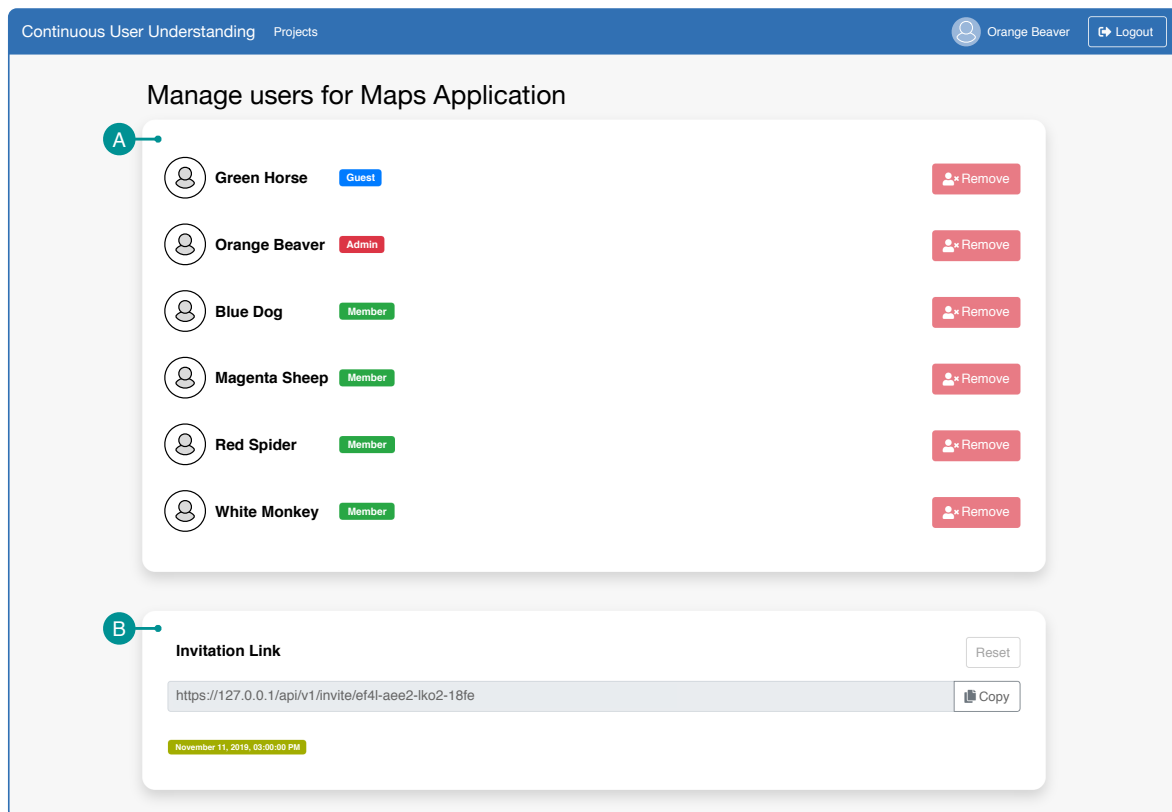 Continuous User Understanding Projects Orange Beaver Logout
Manage users for Maps Application
A
Green Horse Guest Remove
Orange Beaver Admin Remove
Blue Dog Member Remove
Magenta Sheep Member Remove
Red Spider Member Remove
White Monkey Member Remove
B
Invitation Link Reset
https://127.0.0.1/api/v1/invite/ef4l-aee2-lko2-18fe Copy
November 11, 2019, 03:00:00 PM